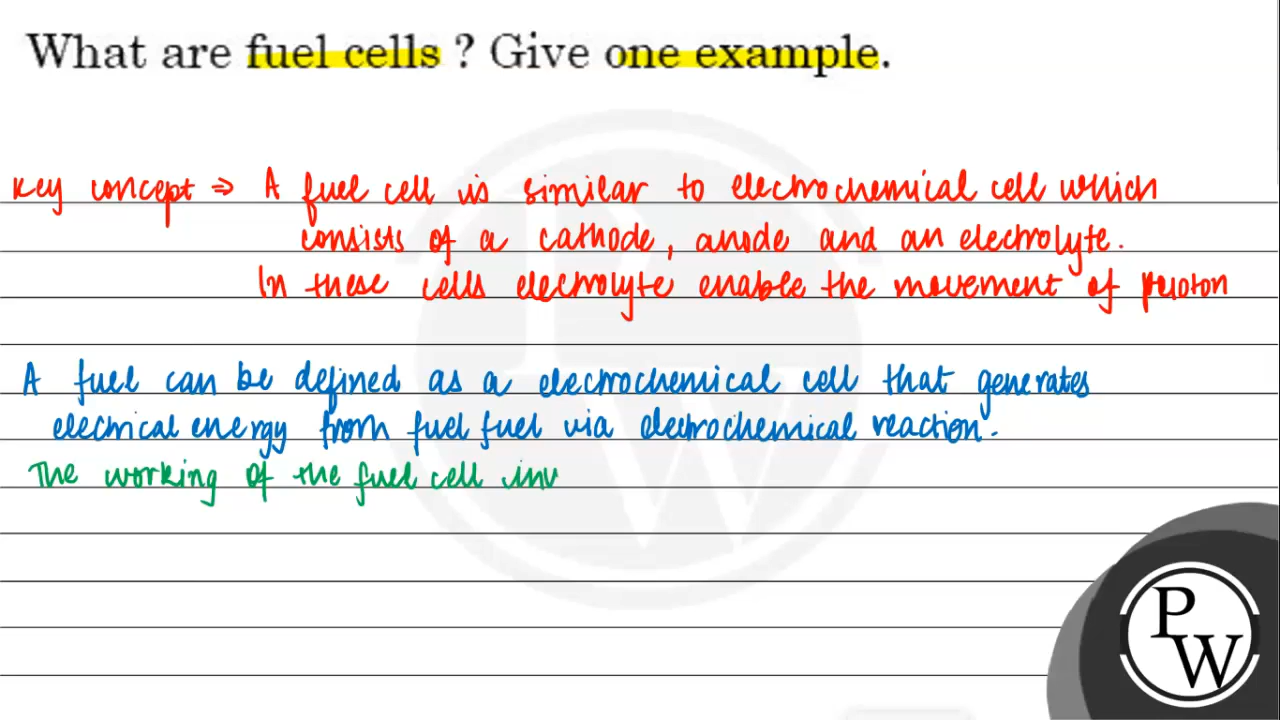 What are fuel cells ? Give one example.
Key concept ⇒ A fuel cell is similar to electrochemical cell which
consists of a cathode, anode and an electrolyte.
In these cells electrolyte enable the movement of proton
A fuel can be defined as a electrochemical cell that generates
electrical energy from fuel fuel via electrochemical reaction.
The working of the fuel cell inv
P
W